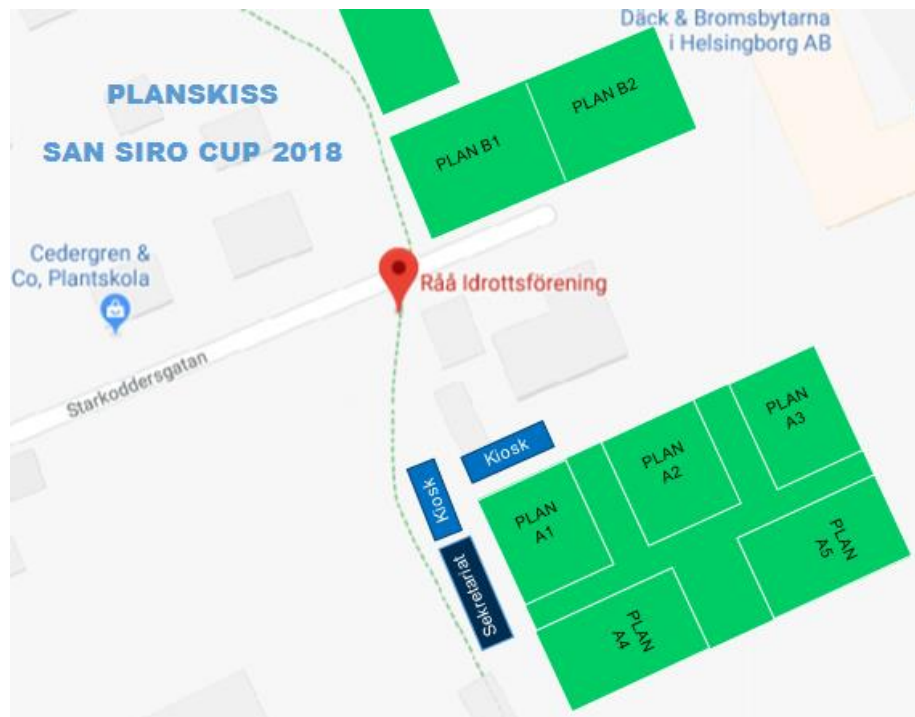 Däck & Bromsbytarna
i Helsingborg AB
PLANSKISS
SAN SIRO CUP 2018
PLAN B2
PLAN B1
Cedergren &
Co, Plantskola
Råå Idrottsförening
Starkoddersgatan
PLAN
A3
Kiosk
PLAN
A2
Kiosk
PLAN
A1
PLAN
A5
Sekretariat
PLAN
A4